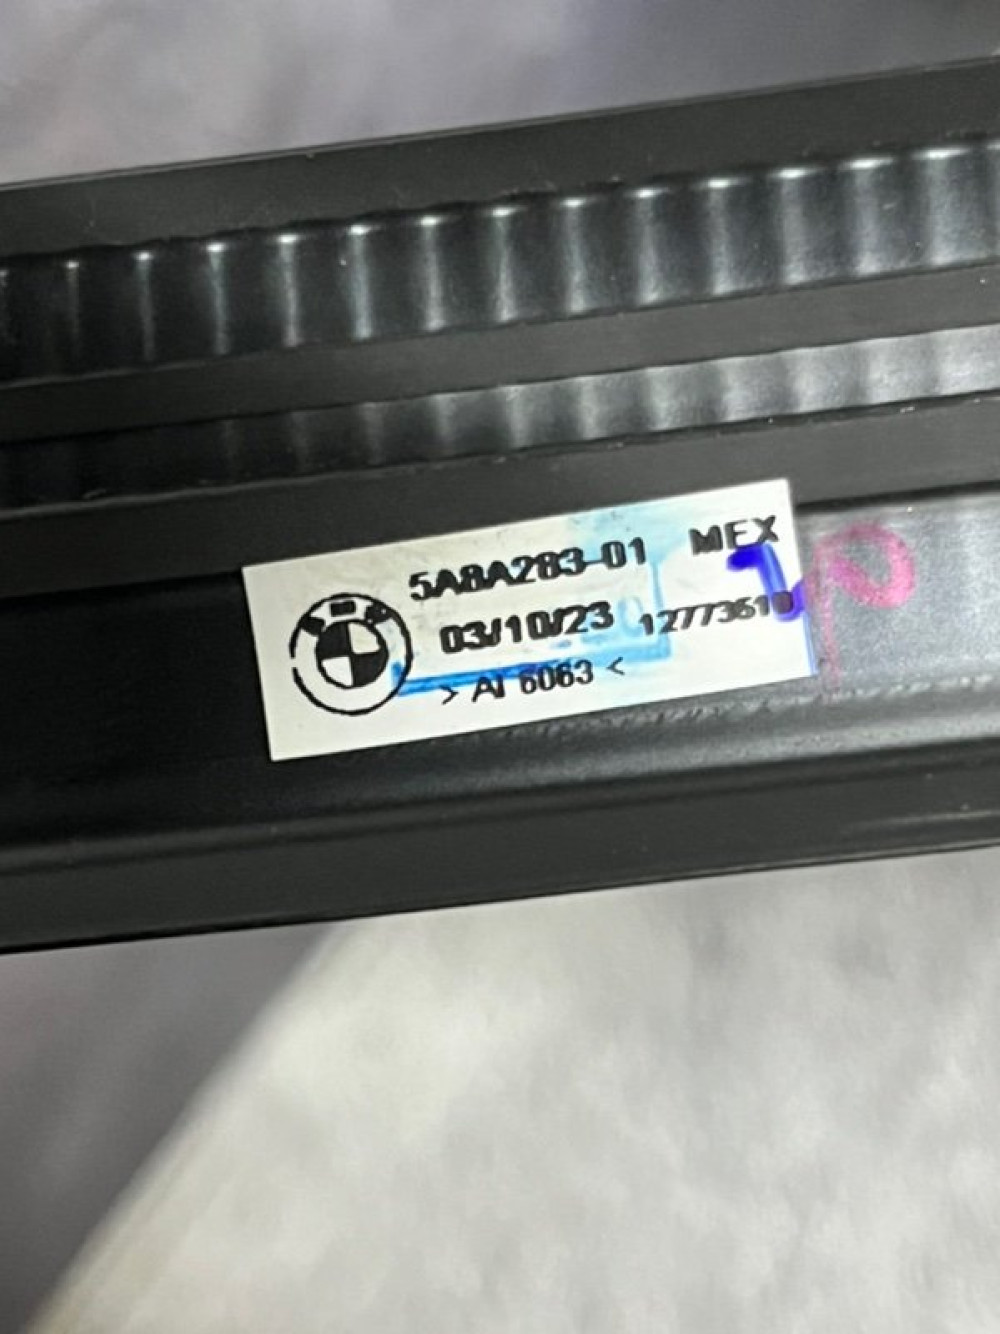 5A8A283-01 MEX
03/10/23 12773610
> Al 6063 <